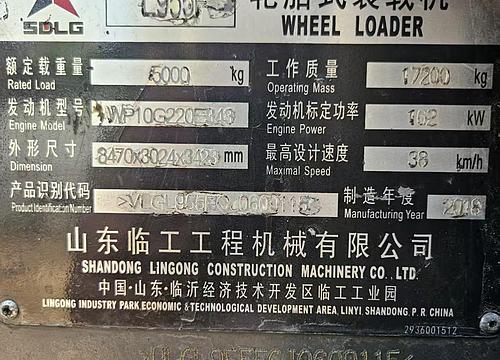 SDLG
轮胎式装载机
WHEEL LOADER
额定载重量 5000 kg
Rated Load
工作质量 17200 kg
Operating Mass
发动机型号
Engine Model
发动机标定功率 162 kW
Engine Power
外形尺寸 mm
Dimension
最高设计速度 38 km/h
Maximal Speed
产品识别代码
Product Identification Number
制造年度 2018
Manufacturing Year
山东临工工程机械有限公司
SHANDONG LINGONG CONSTRUCTION MACHINERY CO., LTD.
中国·山东·临沂经济技术开发区临工工业园
LINGONG INDUSTRY PARK, ECONOMIC & TECHNOLOGICAL DEVELOPMENT AREA, LINYI, SHANDONG, P. R. CHINA
2936001512